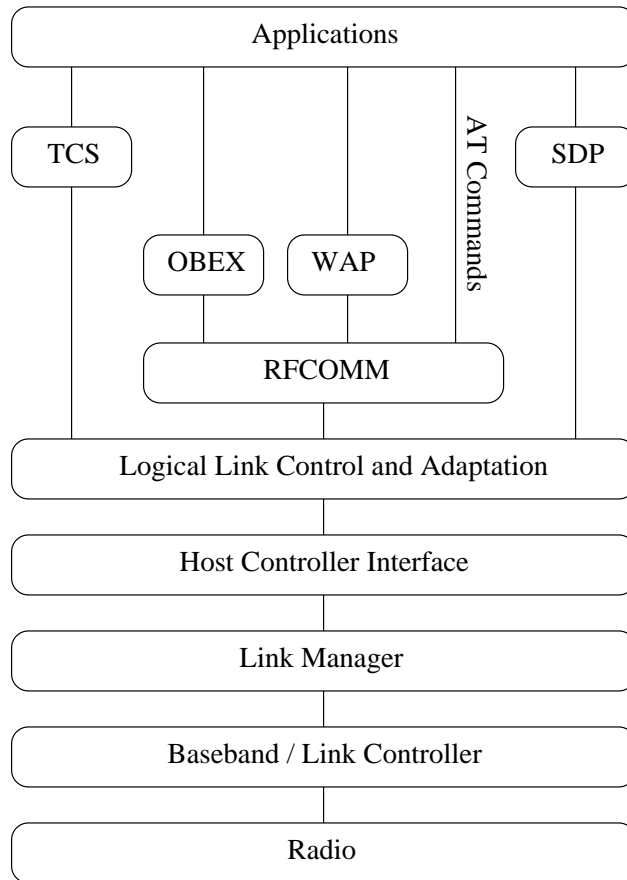 Applications
TCS
AT Commands
SDP
OBEX
WAP
RFCOMM
Logical Link Control and Adaptation
Host Controller Interface
Link Manager
Baseband / Link Controller
Radio